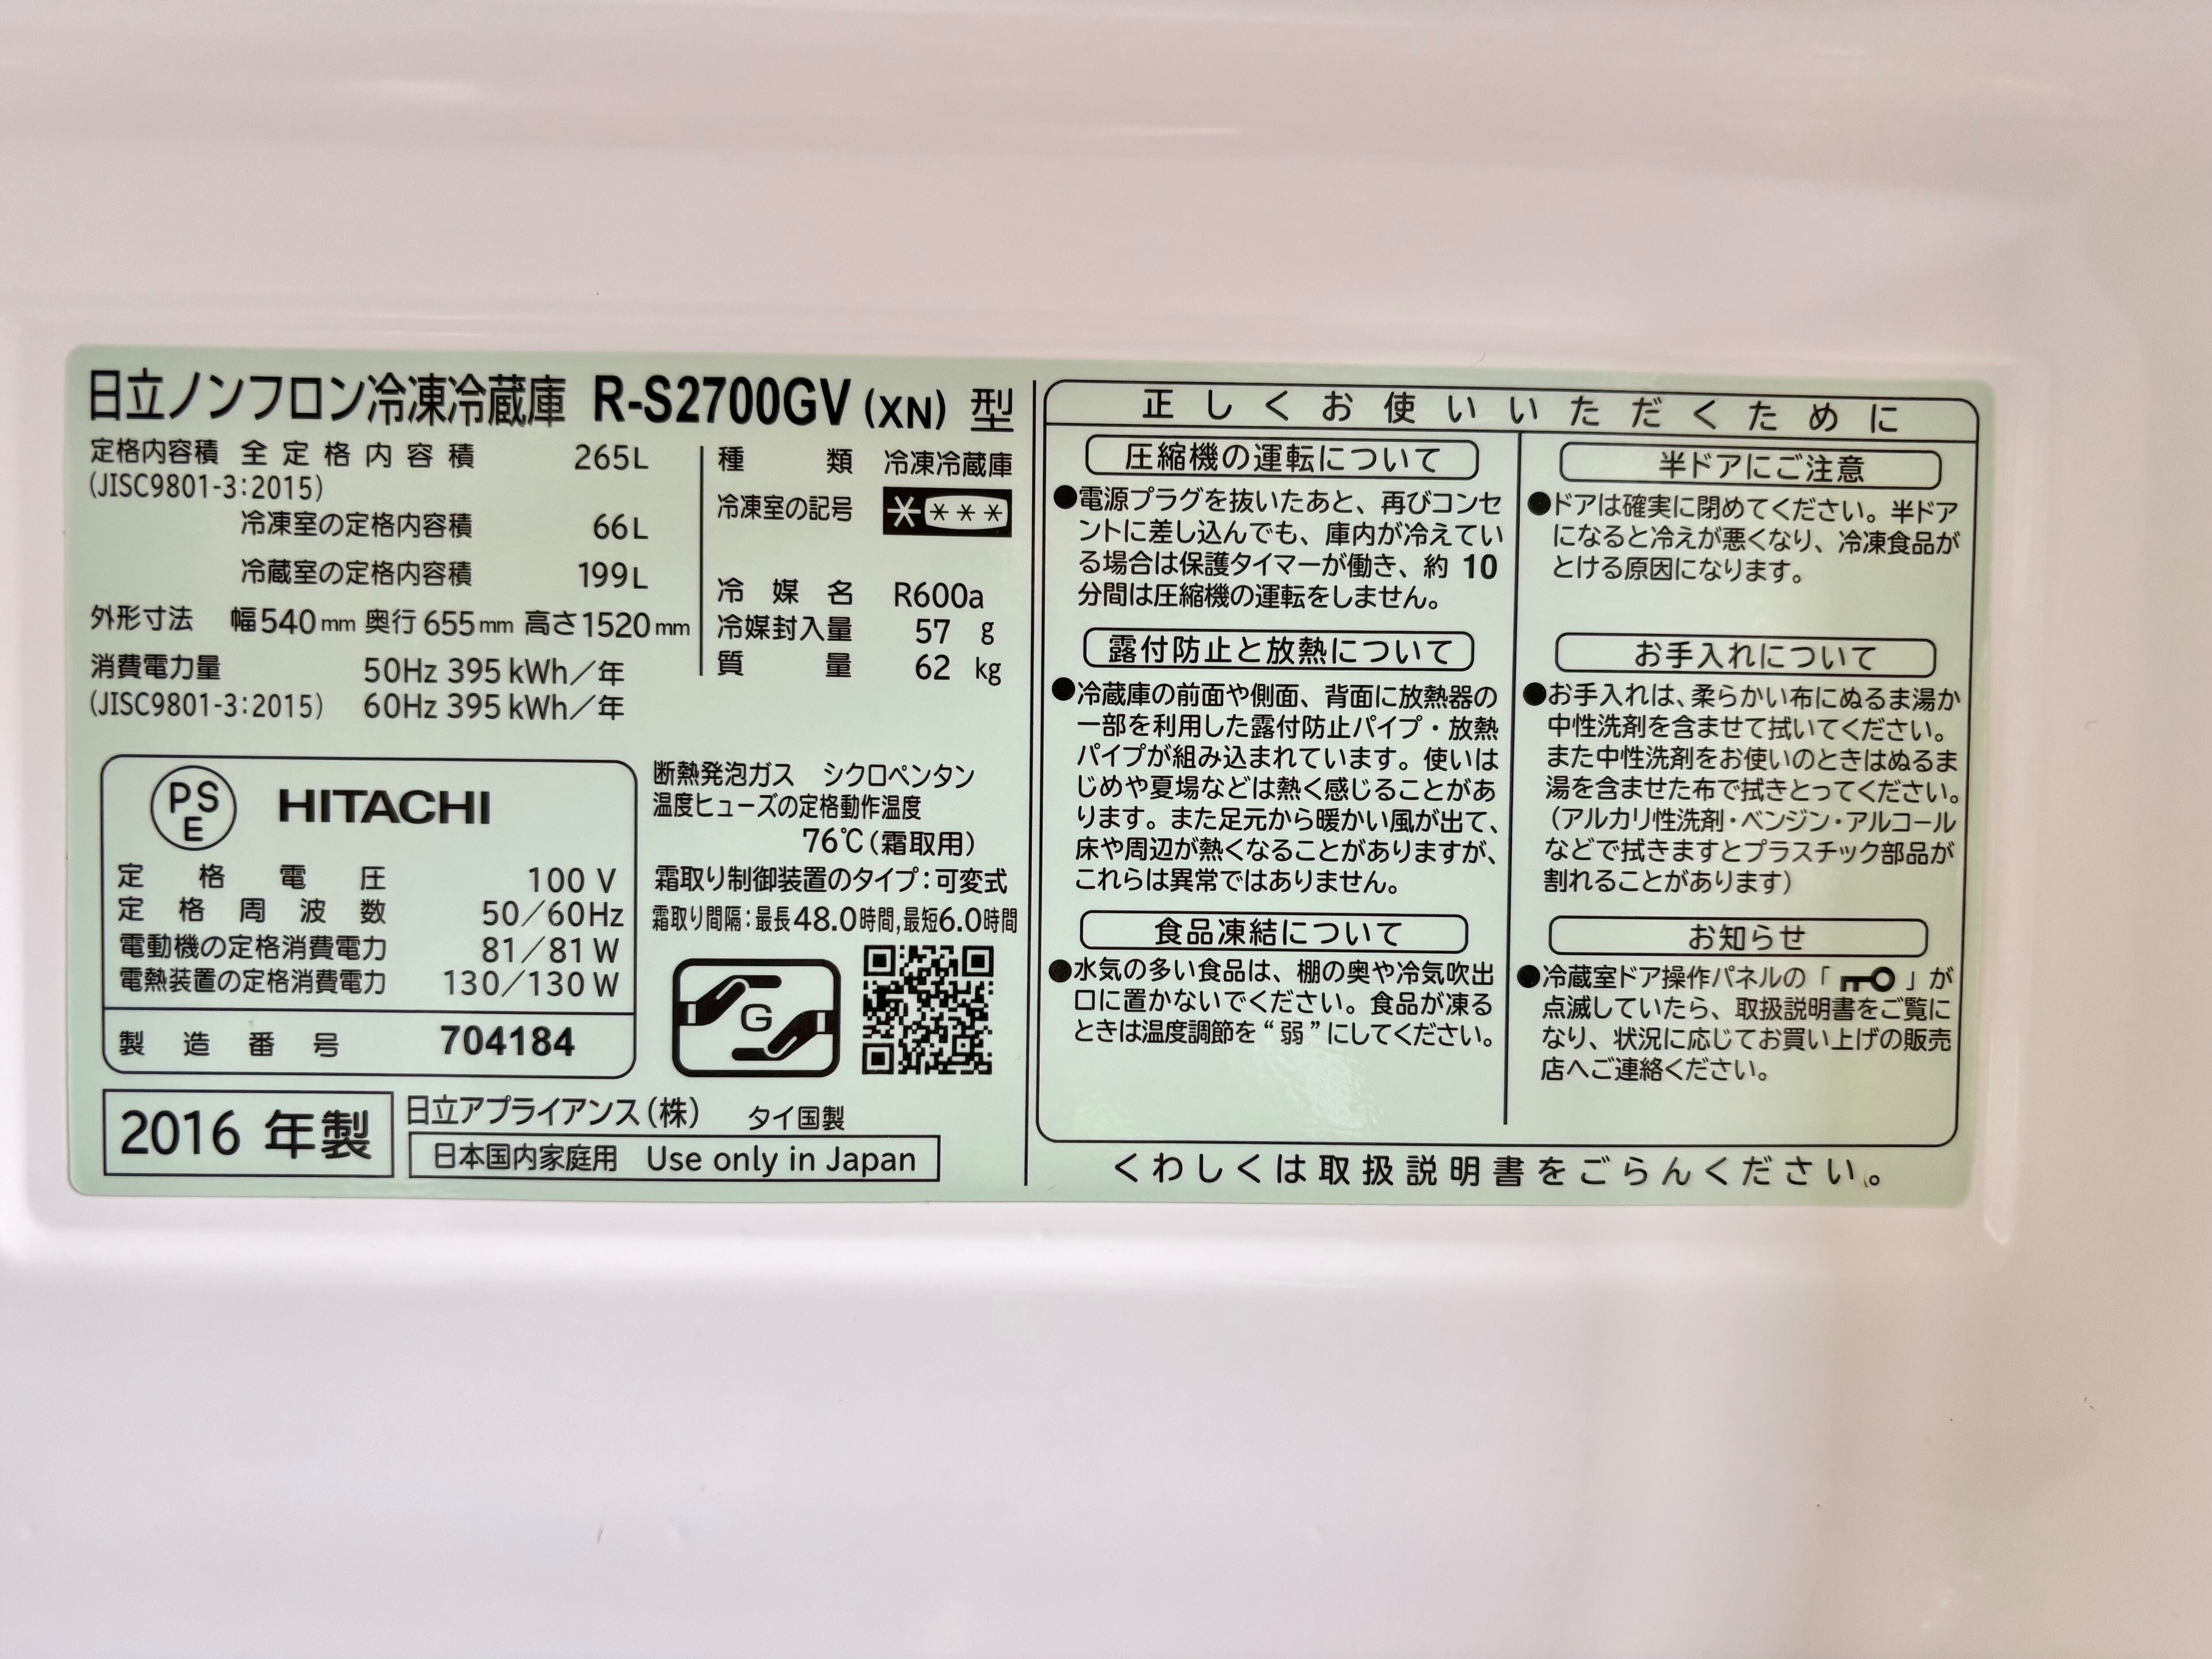 日立ノンフロン冷凍冷蔵庫 R-S2700GV (XN) 型
定格内容積 全定格内容積 265L
(JISC9801-3:2015)
冷凍室の定格内容積 66L
冷蔵室の定格内容積 199L
外形寸法 幅540mm 奥行655mm 高さ1520mm
消費電力量 50Hz 395kWh/年
(JISC9801-3:2015) 60Hz 395kWh/年
種類 冷凍冷蔵庫
冷凍室の記号 ****
冷媒名 R600a
冷媒封入量 57 g
質量 62 kg
PSE HITACHI
定格電圧 100 V
定格周波数 50/60Hz
電動機の定格消費電力 81/81W
電熱装置の定格消費電力 130/130W
製造番号 704184
断熱発泡ガス シクロペンタン
温度ヒューズの定格動作温度
76℃(霜取用)
霜取り制御装置のタイプ:可変式
霜取り間隔:最長48.0時間,最短6.0時間
G
2016 年製
日立アプライアンス(株) タイ国製
日本国内家庭用 Use only in Japan
正しくお使いいただくために
圧縮機の運転について
●電源プラグを抜いたあと、再びコンセ
ントに差し込んでも、庫内が冷えてい
る場合は保護タイマーが働き、約 10
分間は圧縮機の運転をしません。
露付防止と放熱について
●冷蔵庫の前面や側面、背面に放熱器の
一部を利用した露付防止パイプ・放熱
パイプが組み込まれています。使いは
じめや夏場などは熱く感じることがあ
ります。また足元から暖かい風が出て、
床や周辺が熱くなることがありますが、
これらは異常ではありません。
食品凍結について
●水気の多い食品は、棚の奥や冷気吹出
口に置かないでください。食品が凍る
ときは温度調節を“弱”にしてください。
半ドアにご注意
●ドアは確実に閉めてください。半ドア
になると冷えが悪くなり、冷凍食品が
とける原因になります。
お手入れについて
●お手入れは、柔らかい布にぬるま湯か
中性洗剤を含ませて拭いてください。
また中性洗剤をお使いのときはぬるま
湯を含ませた布で拭きとってください。
(アルカリ性洗剤・ベンジン・アルコール
などで拭きますとプラスチック部品が
割れることがあります)
お知らせ
●冷蔵室ドア操作パネルの「 」が
点滅していたら、取扱説明書をご覧に
なり、状況に応じてお買い上げの販売
店へご連絡ください。
くわしくは取扱説明書をごらんください。